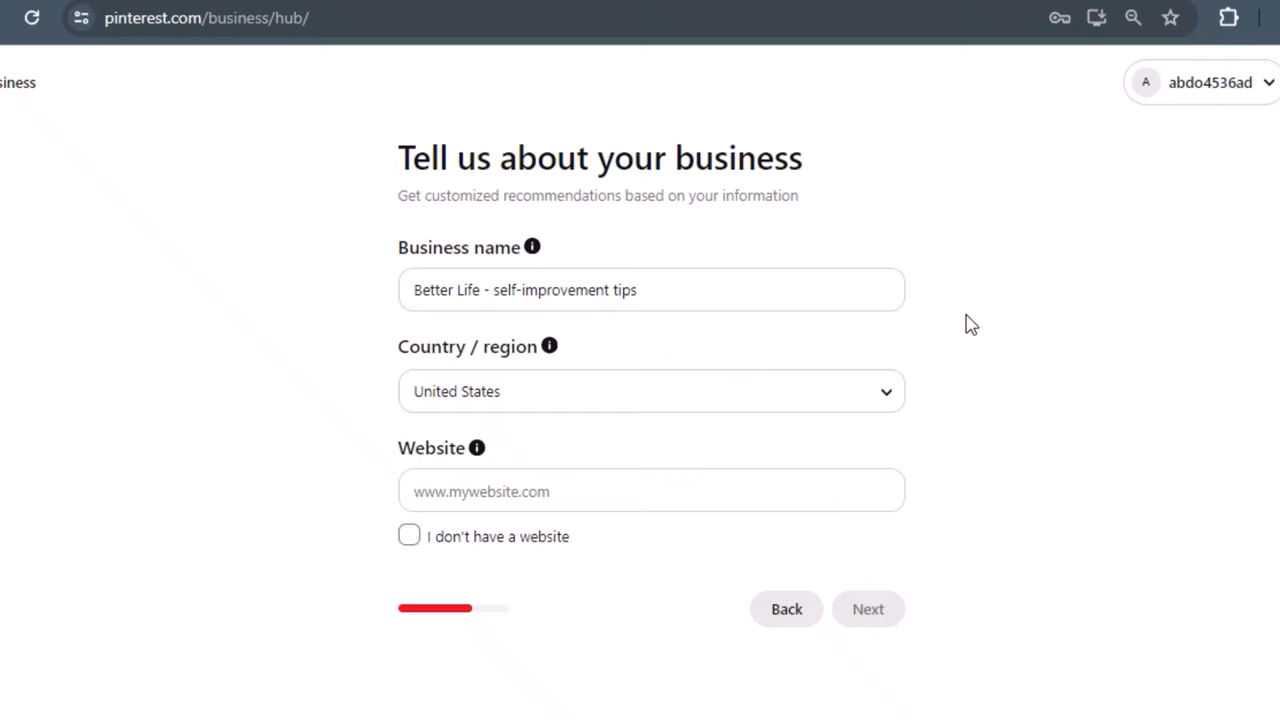 pinterest.com/business/hub/
siness
A abdo4536ad
Tell us about your business
Get customized recommendations based on your information
Business name
Better Life - self-improvement tips
Country / region
United States
Website
www.mywebsite.com
I don't have a website
Back Next